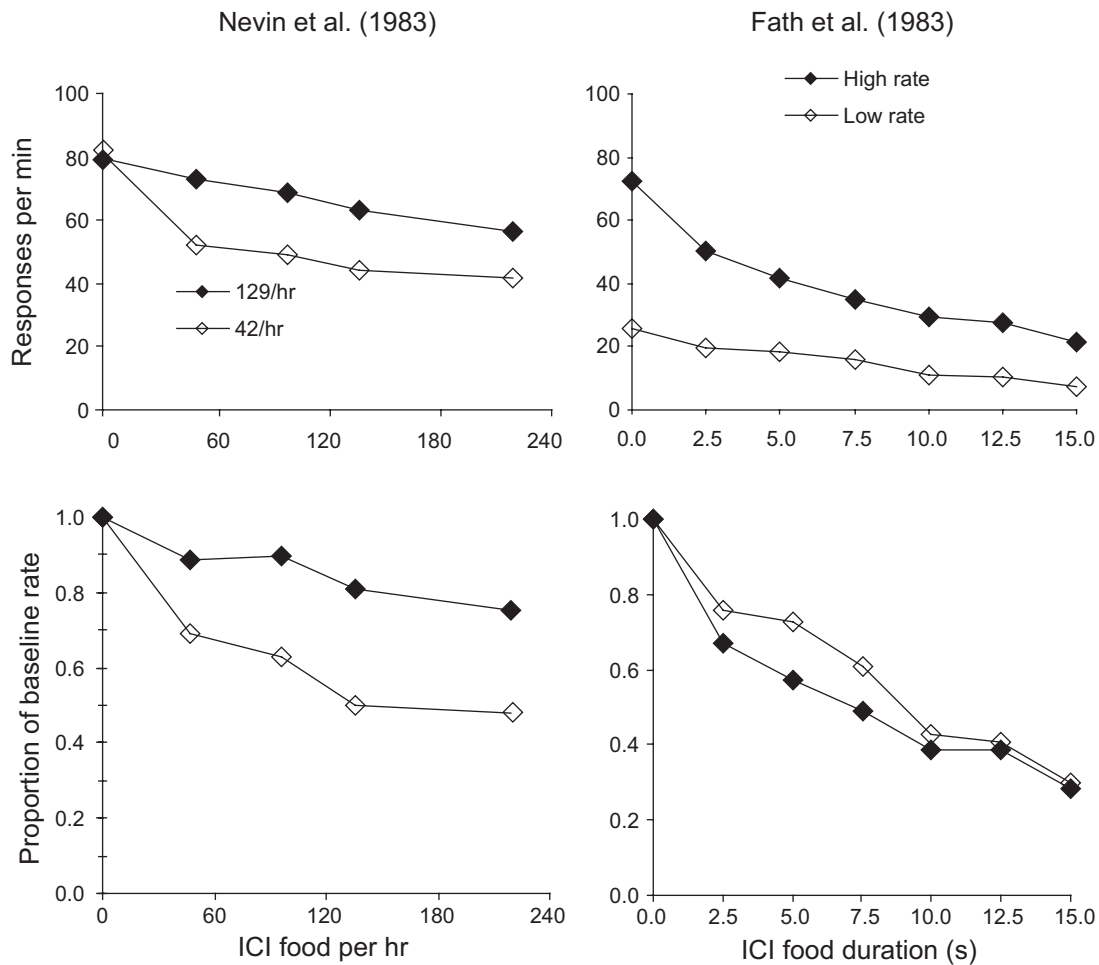 Nevin et al. (1983)
Fath et al. (1983)
High rate
Low rate
Responses per min
100
80
60
40
20
0
129/hr
42/hr
0 60 120 180 240
100
80
60
40
20
0
0.0 2.5 5.0 7.5 10.0 12.5 15.0
Proportion of baseline rate
1.0
0.8
0.6
0.4
0.2
0.0
0 60 120 180 240
ICI food per hr
1.0
0.8
0.6
0.4
0.2
0.0
0.0 2.5 5.0 7.5 10.0 12.5 15.0
ICI food duration (s)